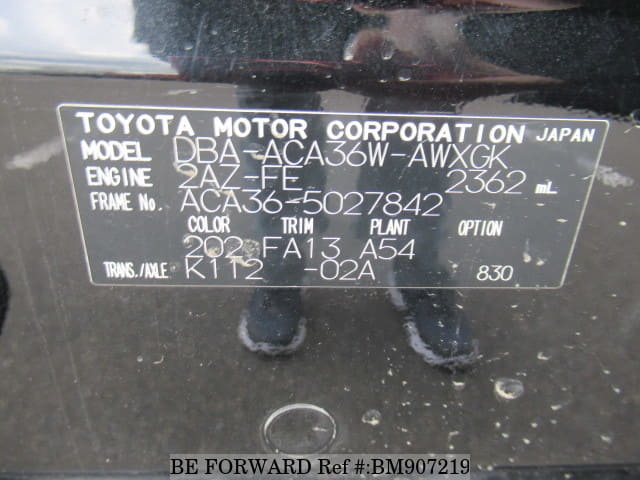 TOYOTA MOTOR CORPORATION JAPAN
MODEL DBA-ACA36W-AWXGK
ENGINE 2AZ-FE 2362 mL
FRAME No. ACA36-5027842
COLOR TRIM PLANT OPTION
202 FA13 A54
TRANS./AXLE K112 -02A 830
BE FORWARD Ref #:BM907219